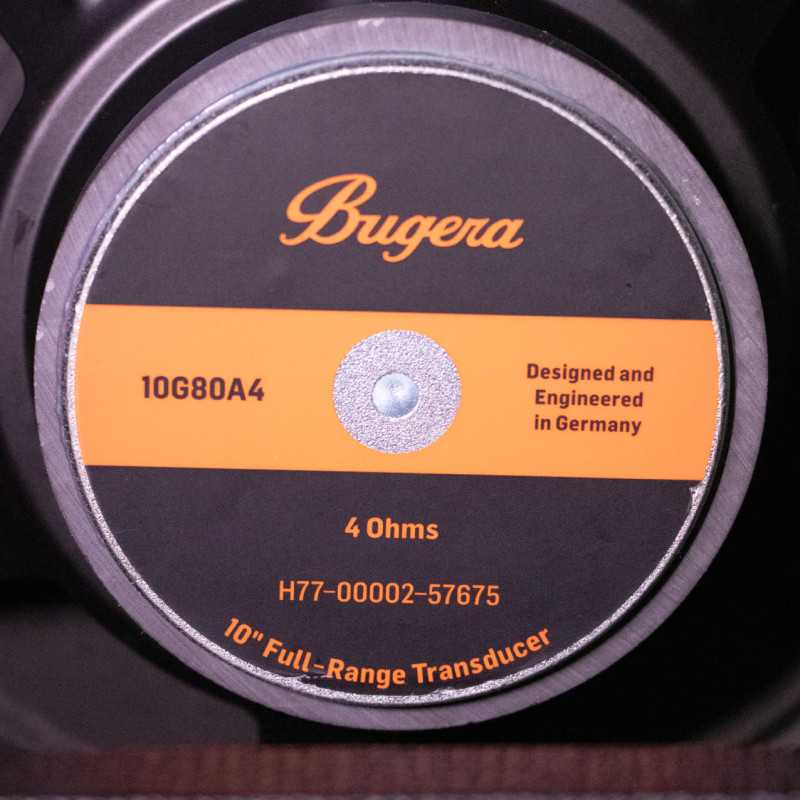 Bugera
10G80A4
Designed and
Engineered
in Germany
4 Ohms
H77-00002-57675
10" Full-Range Transducer